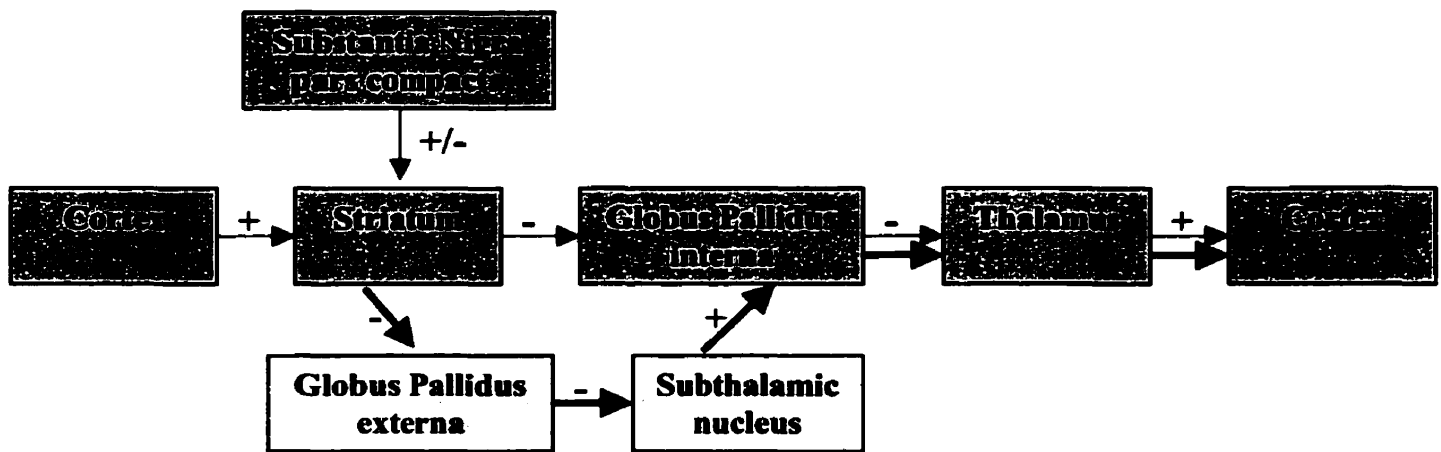 Substantia Nigra
pars compacta
+/-
Cortex
+
Striatum
-
Globus Pallidus
interna
-
Thalamus
+
Cortex
-
+
Globus Pallidus
externa
-
Subthalamic
nucleus